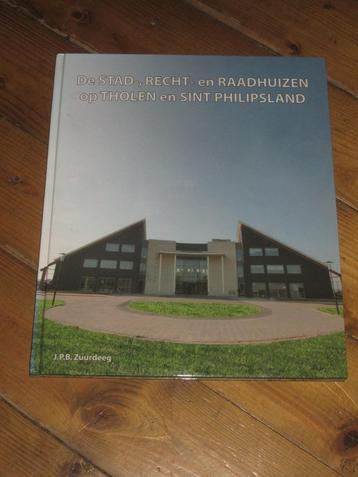 De STAD-, RECHT- en RAADHUIZEN
op THOLEN en SINT PHILIPSLAND
J.P.B. Zuurdeeg